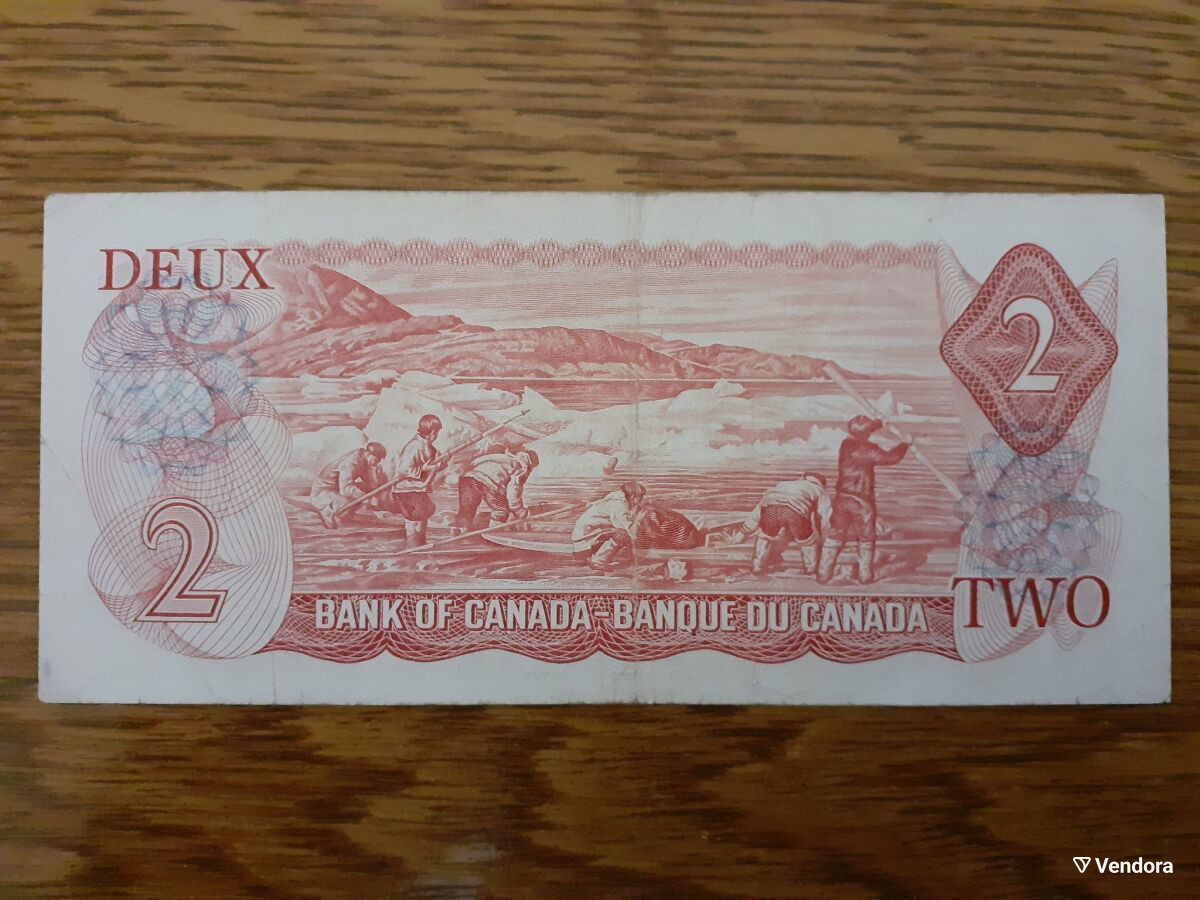 DEUX
2
2
BANK OF CANADA-BANQUE DU CANADA
TWO
Vendora